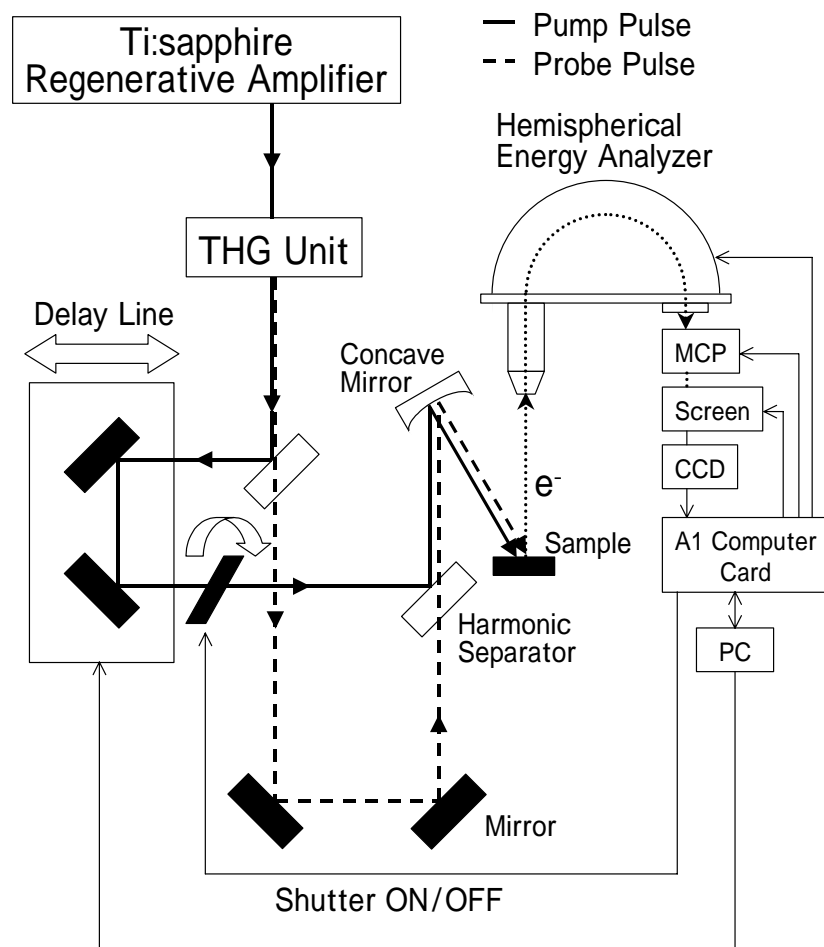 Ti:sapphire
Regenerative Amplifier
Pump Pulse
Probe Pulse
Hemispherical
Energy Analyzer
THG Unit
Delay Line
Concave
Mirror
MCP
Screen
CCD
e-
Sample
A1 Computer
Card
Harmonic
Separator
PC
Mirror
Shutter ON/OFF